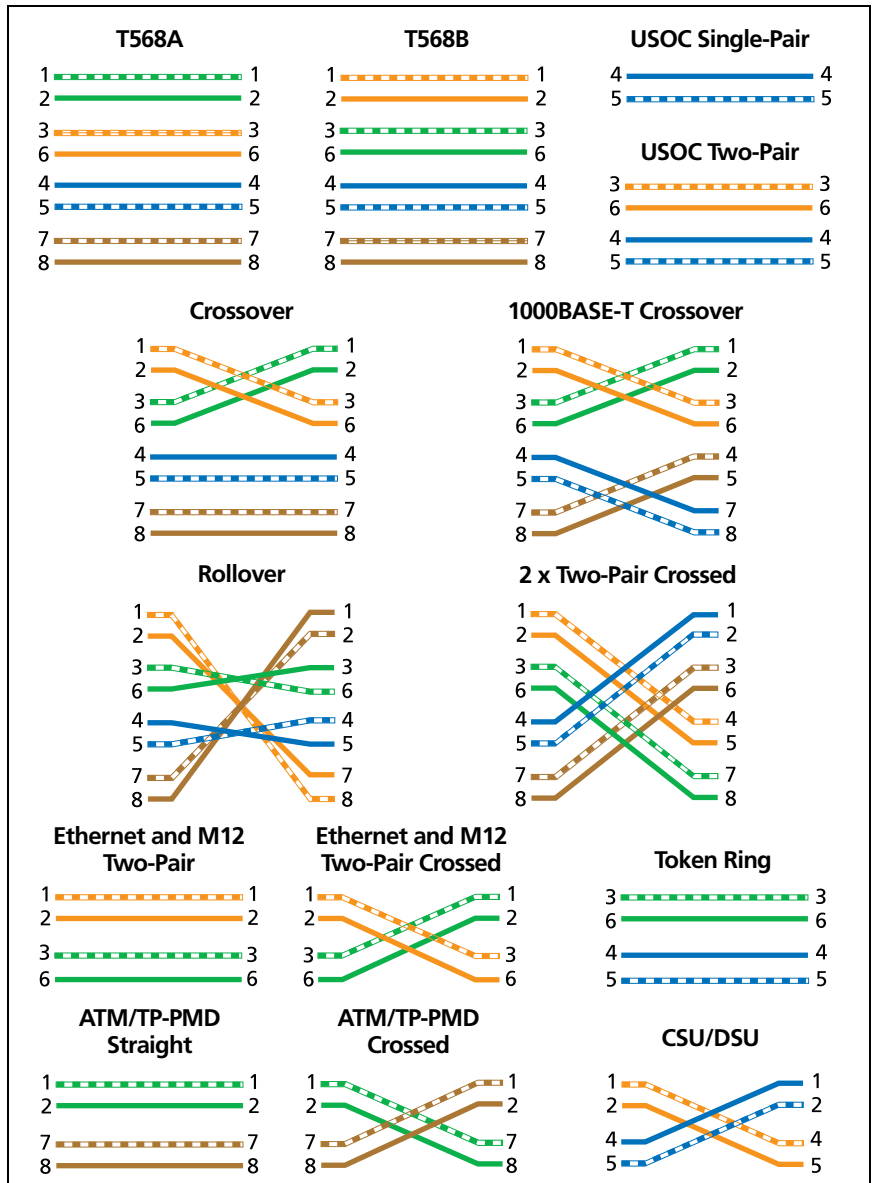 T568A T568B USOC Single-Pair
1 1 1 1 4 4
2 2 2 2 5 5
3 3 3 3
6 6 6 6
USOC Two-Pair
4 4 4 4 3 3
5 5 5 5 6 6
7 7 7 7 4 4
8 8 8 8 5 5
Crossover 1000BASE-T Crossover
1 1 1 1
2 2 2 2
3 3 3 3
6 6 6 6
4 4 4 4
5 5 5 5
7 7 7 7
8 8 8 8
Rollover 2 x Two-Pair Crossed
1 1 1 1
2 2 2 2
3 3 3 3
6 6 6 6
4 4 4 4
5 5 5 5
7 7 7 7
8 8 8 8
Ethernet and M12
Two-Pair
Ethernet and M12
Two-Pair Crossed
Token Ring
1 1 1 1 3 3
2 2 2 2 6 6
3 3 3 3 4 4
6 6 6 6 5 5
ATM/TP-PMD
Straight
ATM/TP-PMD
Crossed
CSU/DSU
1 1 1 1 1 1
2 2 2 2 2 2
7 7 7 7 4 4
8 8 8 8 5 5